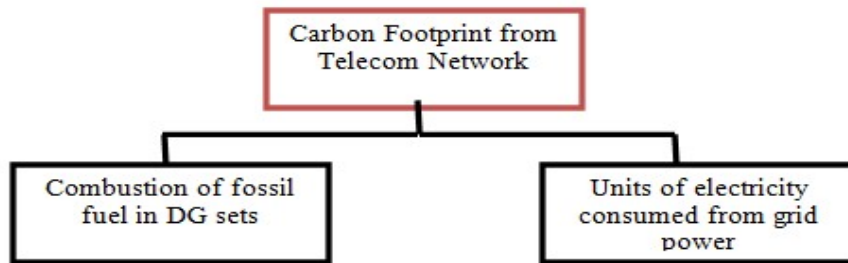 Carbon Footprint from
Telecom Network
Combustion of fossil
fuel in DG sets
Units of electricity
consumed from grid
power